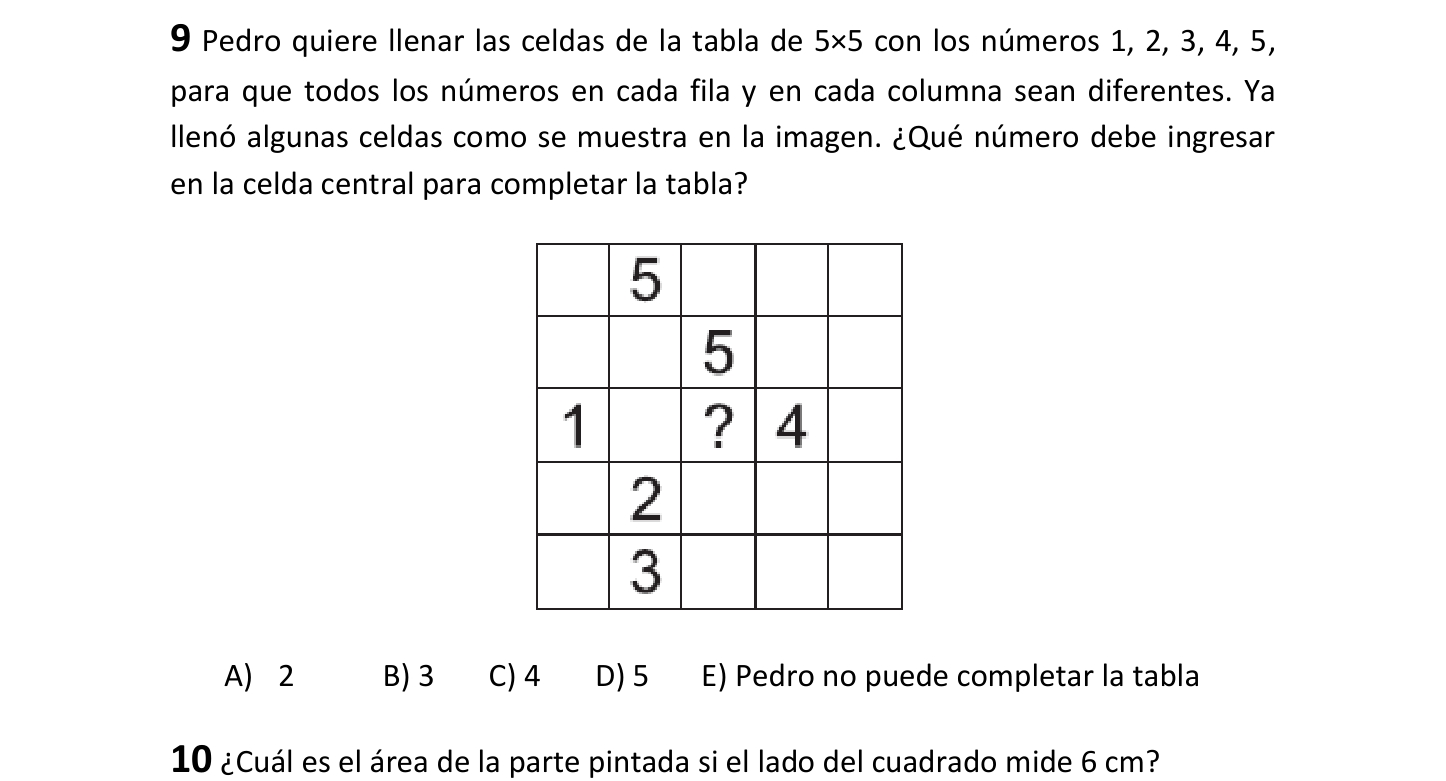 9 Pedro quiere llenar las celdas de la tabla de 5×5 con los números 1, 2, 3, 4, 5,
para que todos los números en cada fila y en cada columna sean diferentes. Ya
llenó algunas celdas como se muestra en la imagen. ¿Qué número debe ingresar
en la celda central para completar la tabla?
5
5
1 ? 4
2
3
A) 2 B) 3 C) 4 D) 5 E) Pedro no puede completar la tabla
10 ¿Cuál es el área de la parte pintada si el lado del cuadrado mide 6 cm?